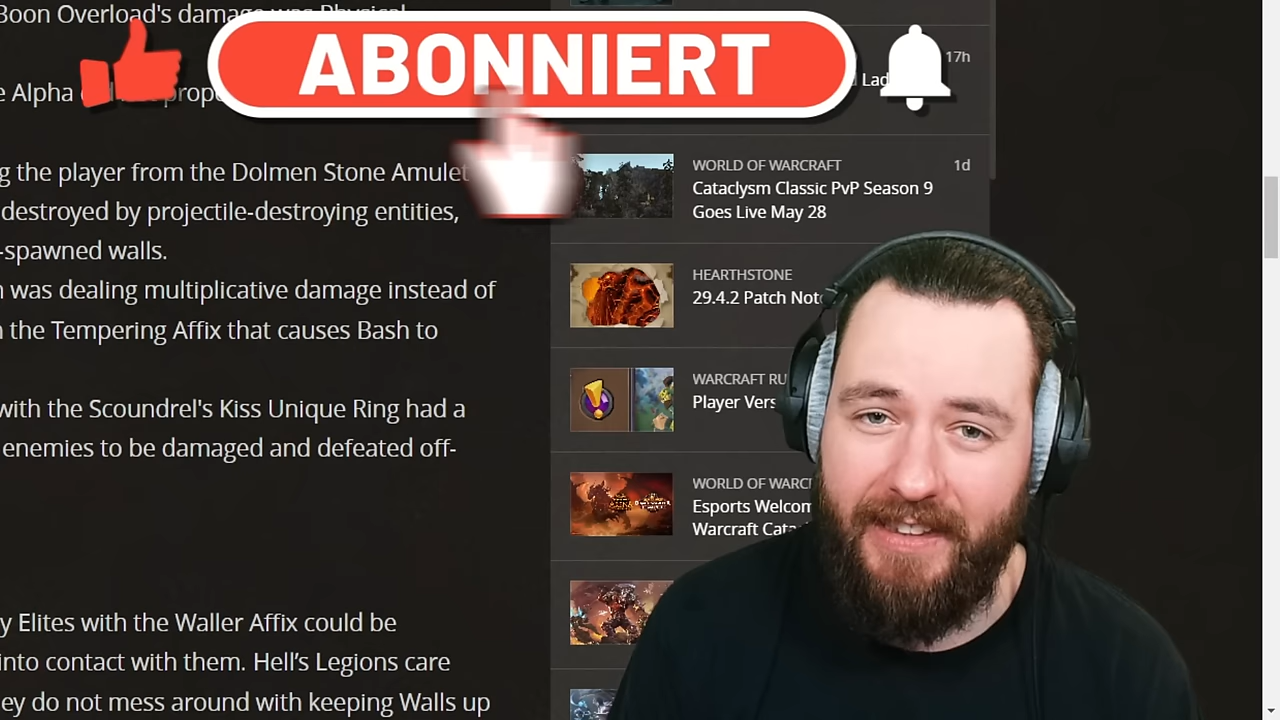 Boon Overload's damage was Physical
ABONNIERT
17h
e Alpha
prop
Lad
WORLD OF WARCRAFT
1d
Cataclysm Classic PvP Season 9
Goes Live May 28
g the player from the Dolmen Stone Amulet
destroyed by projectile-destroying entities,
-spawned walls.
HEARTHSTONE
29.4.2 Patch Not
was dealing multiplicative damage instead of
the Tempering Affix that causes Bash to
WARCRAFT RU
Player Vers
with the Scoundrel's Kiss Unique Ring had a
enemies to be damaged and defeated off-
WORLD OF WARC
Esports Welcom
Warcraft Cata
y Elites with the Waller Affix could be
into contact with them. Hell's Legions care
ey do not mess around with keeping Walls up